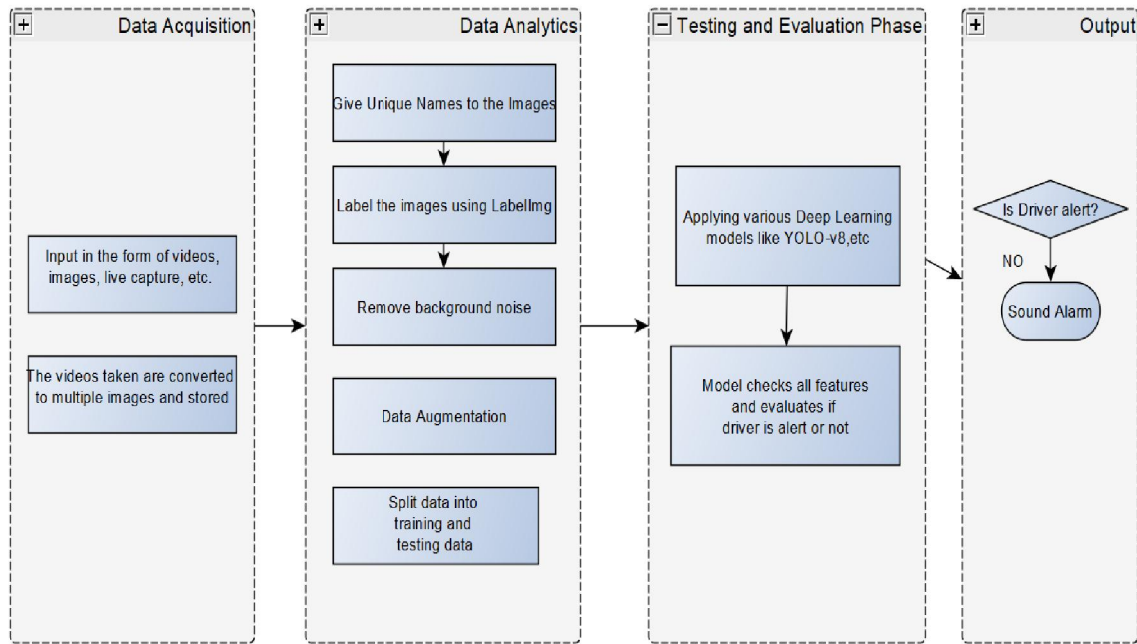 Data Acquisition
Input in the form of videos,
images, live capture, etc.
The videos taken are converted
to multiple images and stored
Data Analytics
Give Unique Names to the Images
Label the images using LabelImg
Remove background noise
Data Augmentation
Split data into
training and
testing data
Testing and Evaluation Phase
Applying various Deep Learning
models like YOLO-v8,etc
Model checks all features
and evaluates if
driver is alert or not
Output
Is Driver alert?
NO
Sound Alarm